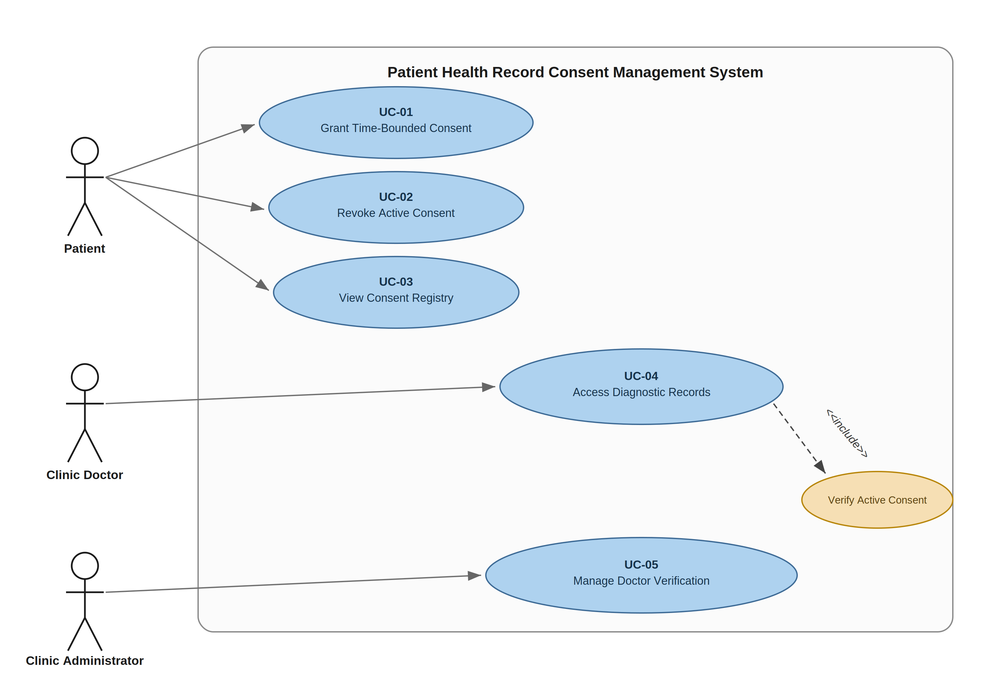 Patient Health Record Consent Management System
UC-01
Grant Time-Bounded Consent
UC-02
Revoke Active Consent
Patient
UC-03
View Consent Registry
UC-04
Access Diagnostic Records
<<include>>
Clinic Doctor
Verify Active Consent
UC-05
Manage Doctor Verification
Clinic Administrator